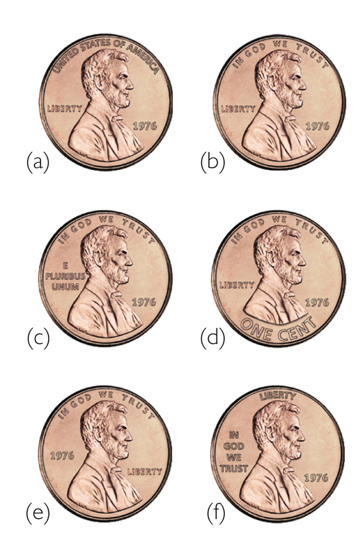 UNITED STATES OF AMERICA
LIBERTY
1976
(a)
IN GOD WE TRUST
LIBERTY
1976
(b)
IN GOD WE TRUST
E
PLURIBUS
UNUM
1976
(c)
IN GOD WE TRUST
LIBERTY
1976
ONE CENT
(d)
IN GOD WE TRUST
1976
LIBERTY
(e)
LIBERTY
IN
GOD
WE
TRUST
1976
(f)